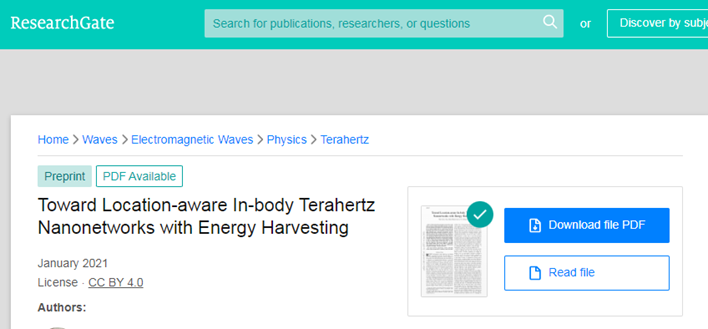 ResearchGate
Search for publications, researchers, or questions
or
Discover by subje
Home > Waves > Electromagnetic Waves > Physics > Terahertz
Preprint
PDF Available
Toward Location-aware In-body Terahertz
Nanonetworks with Energy Harvesting
January 2021
License · CC BY 4.0
Authors:
Download file PDF
Read file